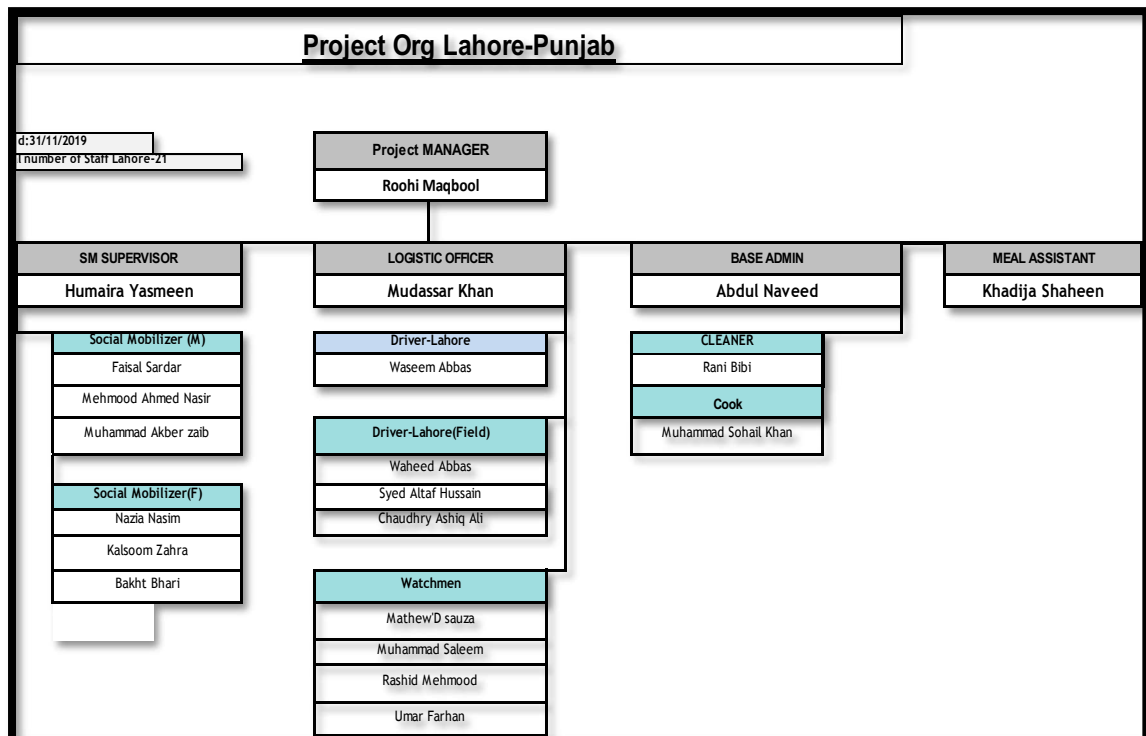 Project Org Lahore-Punjab
d:31/11/2019
l number of Staff Lahore-21
Project MANAGER
Roohi Maqbool
SM SUPERVISOR
Humaira Yasmeen
LOGISTIC OFFICER
Mudassar Khan
BASE ADMIN
Abdul Naveed
MEAL ASSISTANT
Khadija Shaheen
Social Mobilizer (M)
Faisal Sardar
Mehmood Ahmed Nasir
Muhammad Akber zaib
Social Mobilizer(F)
Nazia Nasim
Kalsoom Zahra
Bakht Bhari
Driver-Lahore
Waseem Abbas
Driver-Lahore(Field)
Waheed Abbas
Syed Altaf Hussain
Chaudhry Ashiq Ali
Watchmen
Mathew'D sauza
Muhammad Saleem
Rashid Mehmood
Umar Farhan
CLEANER
Rani Bibi
Cook
Muhammad Sohail Khan